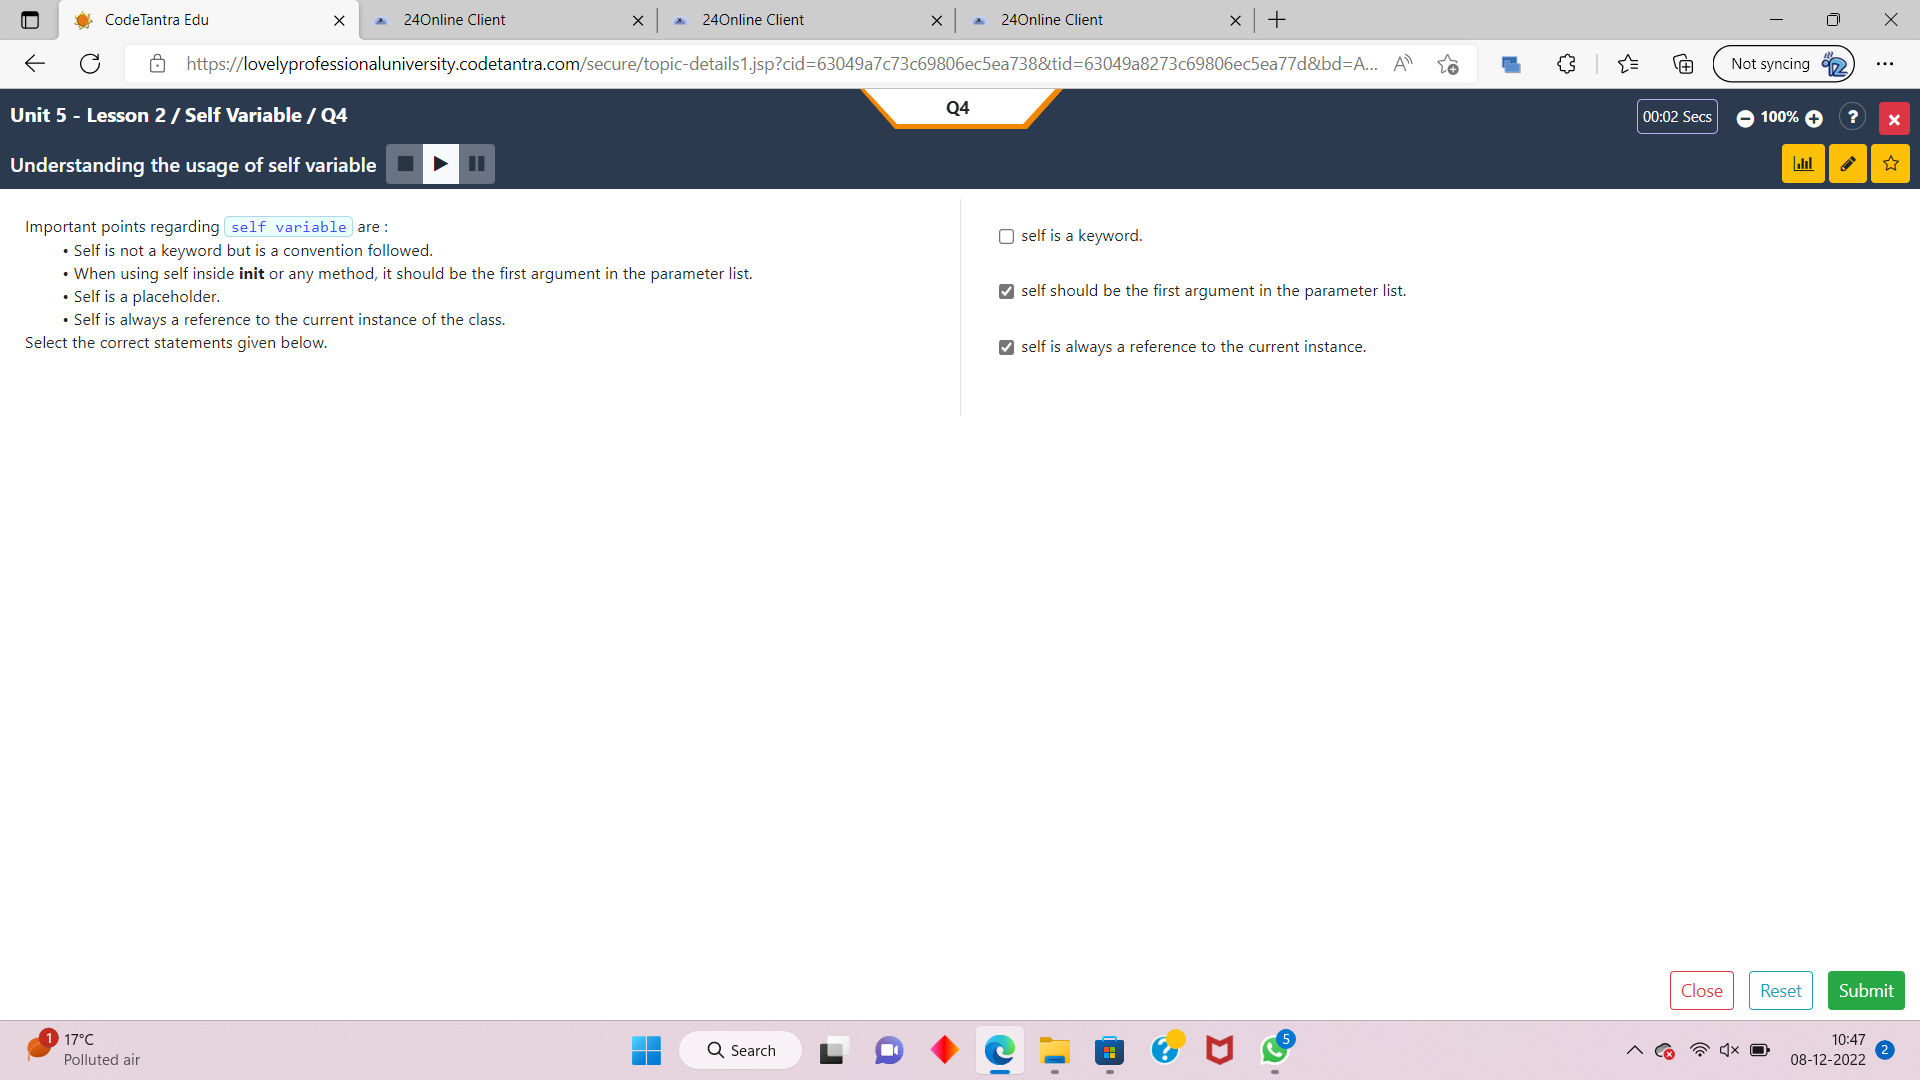 CodeTantra Edu
24Online Client
24Online Client
24Online Client
https://lovelyprofessionaluniversity.codetantra.com/secure/topic-details1.jsp?cid=63049a7c73c69806ec5ea738&tid=63049a8273c69806ec5ea77d&bd=A...
Not syncing
Unit 5 - Lesson 2 / Self Variable / Q4
Q4
00:02 Secs
100%
?
Understanding the usage of self variable
Important points regarding self variable are :
• Self is not a keyword but is a convention followed.
• When using self inside init or any method, it should be the first argument in the parameter list.
• Self is a placeholder.
• Self is always a reference to the current instance of the class.
Select the correct statements given below.
self is a keyword.
self should be the first argument in the parameter list.
self is always a reference to the current instance.
Close
Reset
Submit
1
17°C
Polluted air
Search
5
10:47
08-12-2022
2